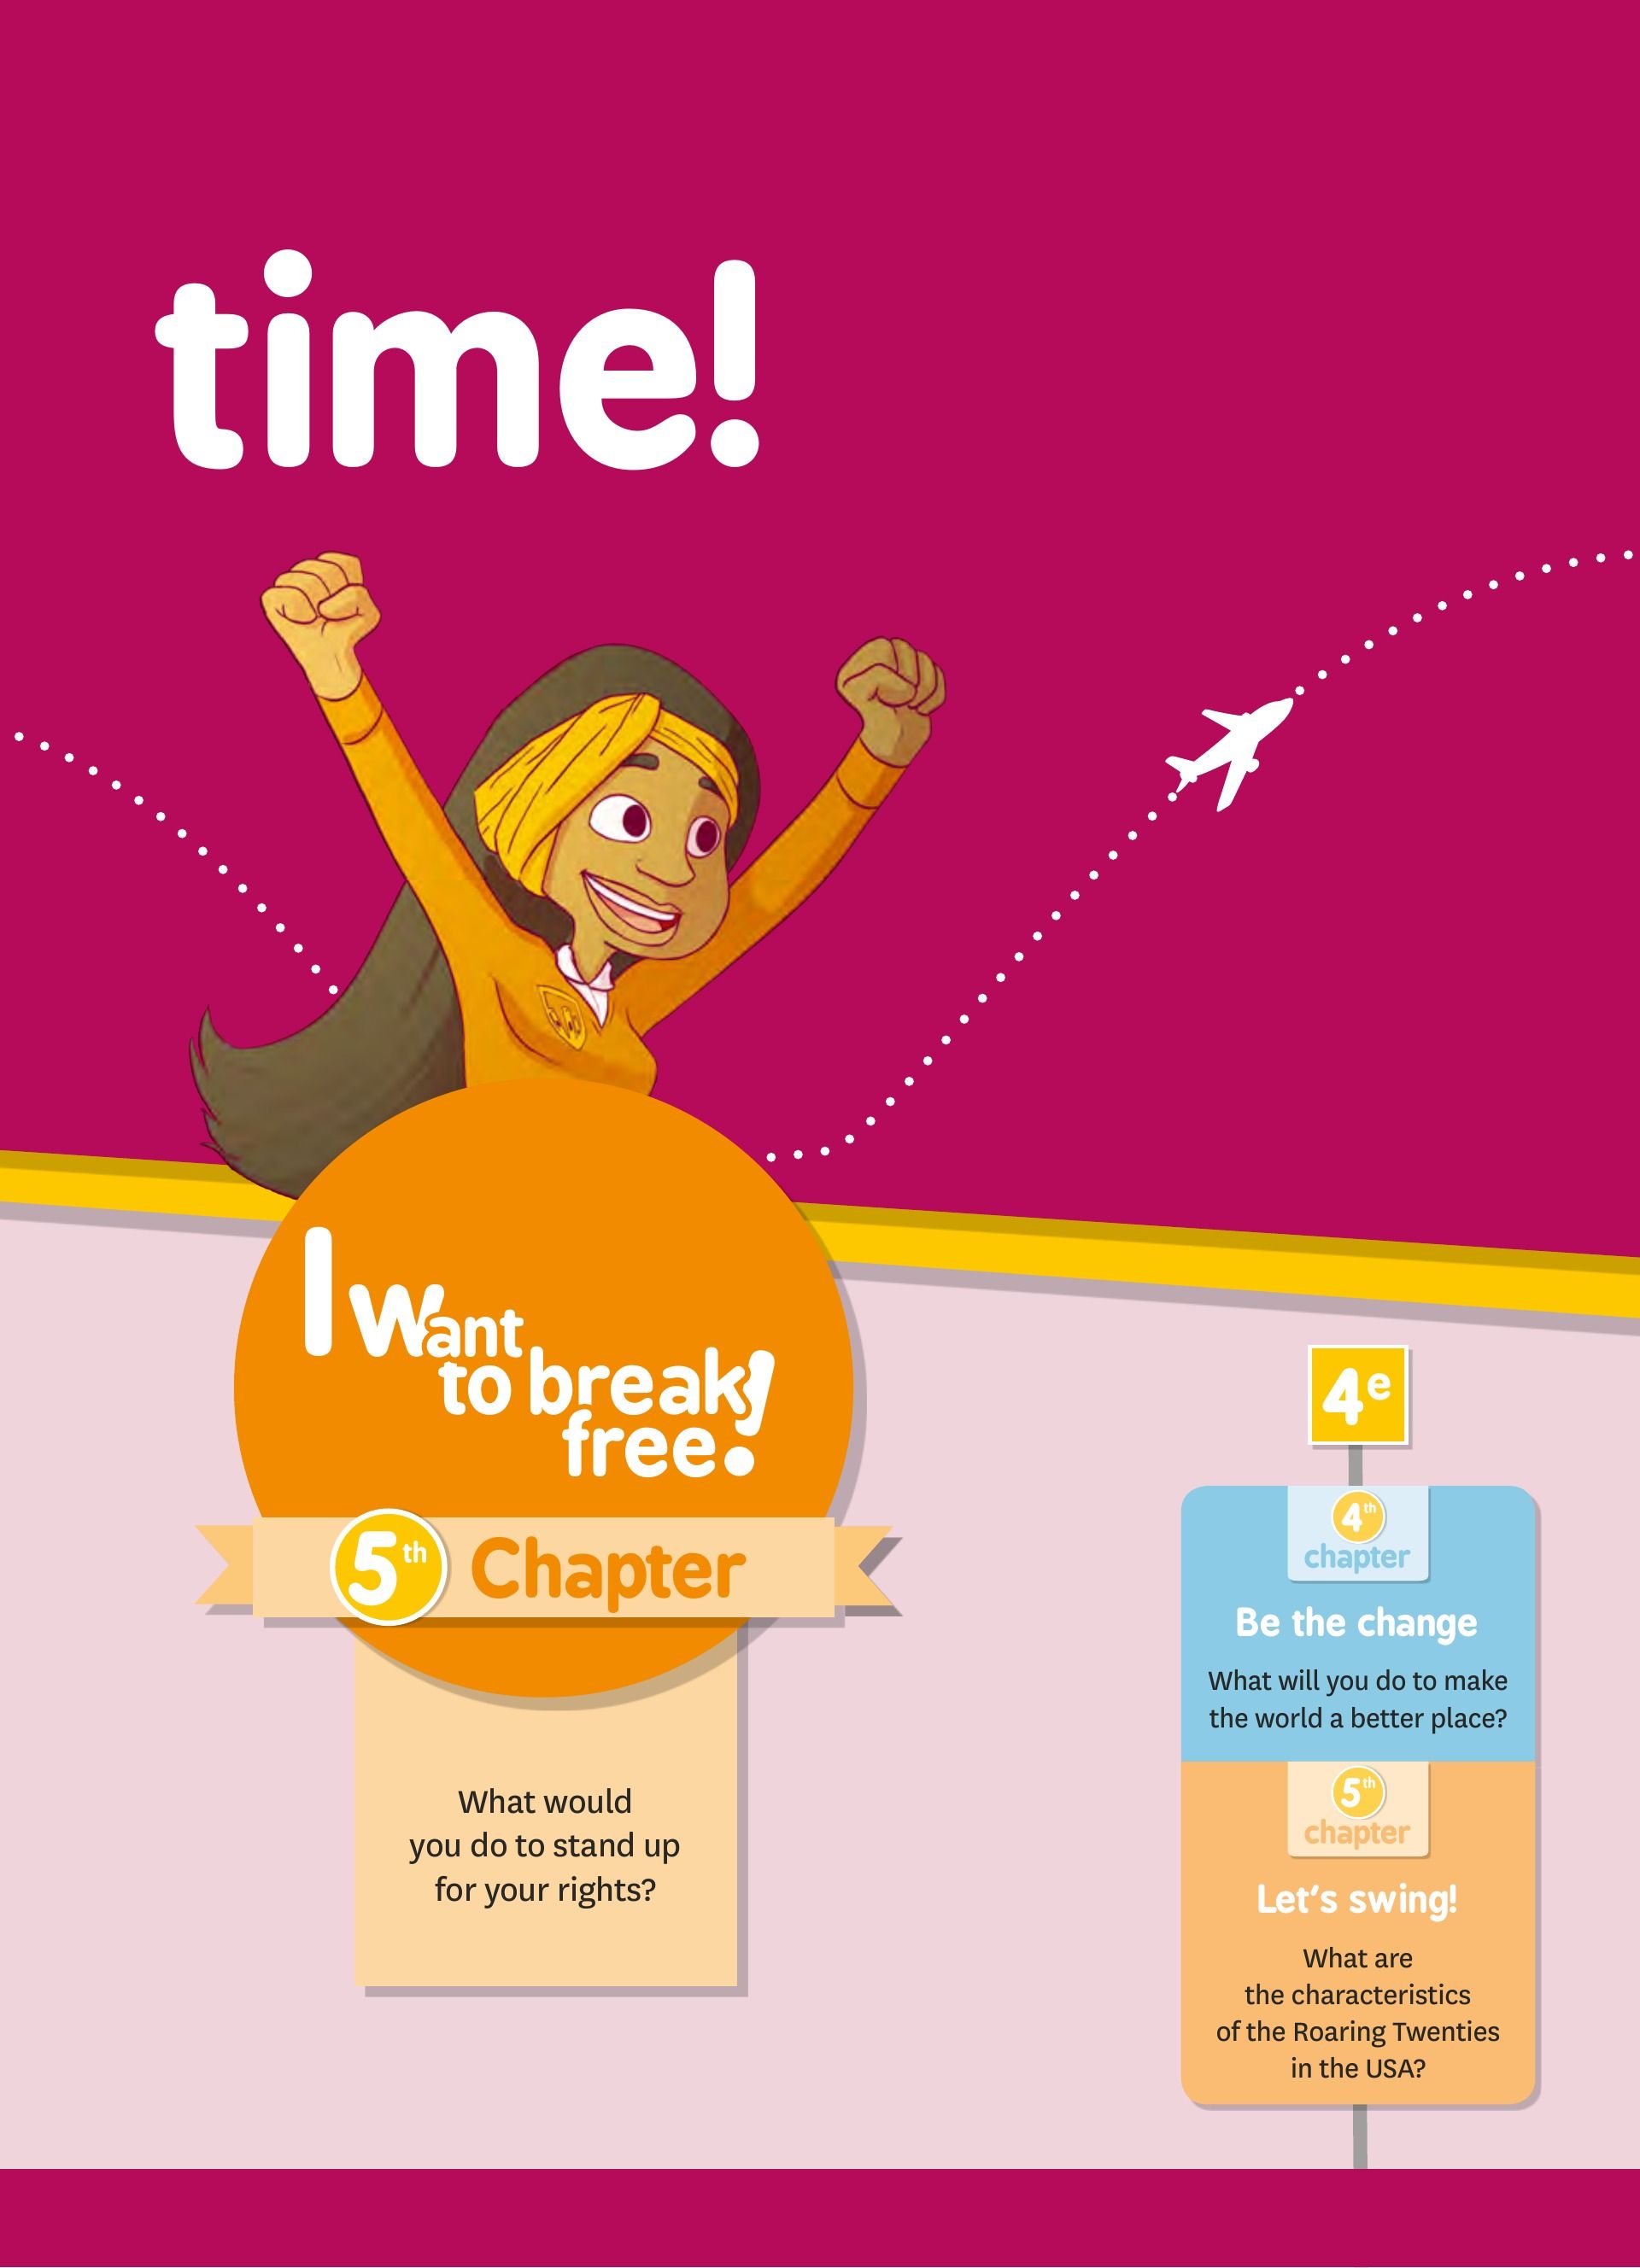 time!
I Want
to break
free!
5th Chapter
What would
you do to stand up
for your rights?
4e
4th
chapter
Be the change
What will you do to make
the world a better place?
5th
chapter
Let's swing!
What are
the characteristics
of the Roaring Twenties
in the USA?